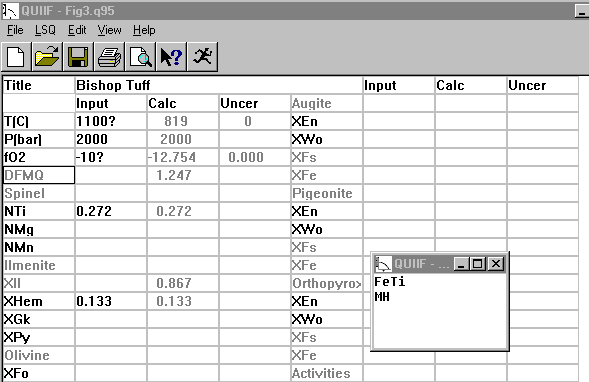 QUIIF - Fig3.q95
File LSQ Edit View Help
Title Bishop Tuff Input Calc Uncer
Input Calc Uncer Augite
T(C) 1100? 819 0 XEn
P(bar) 2000 2000 XWo
fO2 -10? -12.754 0.000 XFs
DFMQ 1.247 XFe
Spinel Pigeonite
NTi 0.272 0.272 XEn
NMg XWo
NMn XFs
Ilmenite XFe
XIl 0.867 Orthopyrox
XHem 0.133 0.133 XEn
XGk XWo
XPy XFs
Olivine XFe
XFo Activities
QUIIF - ...
FeTi
MH